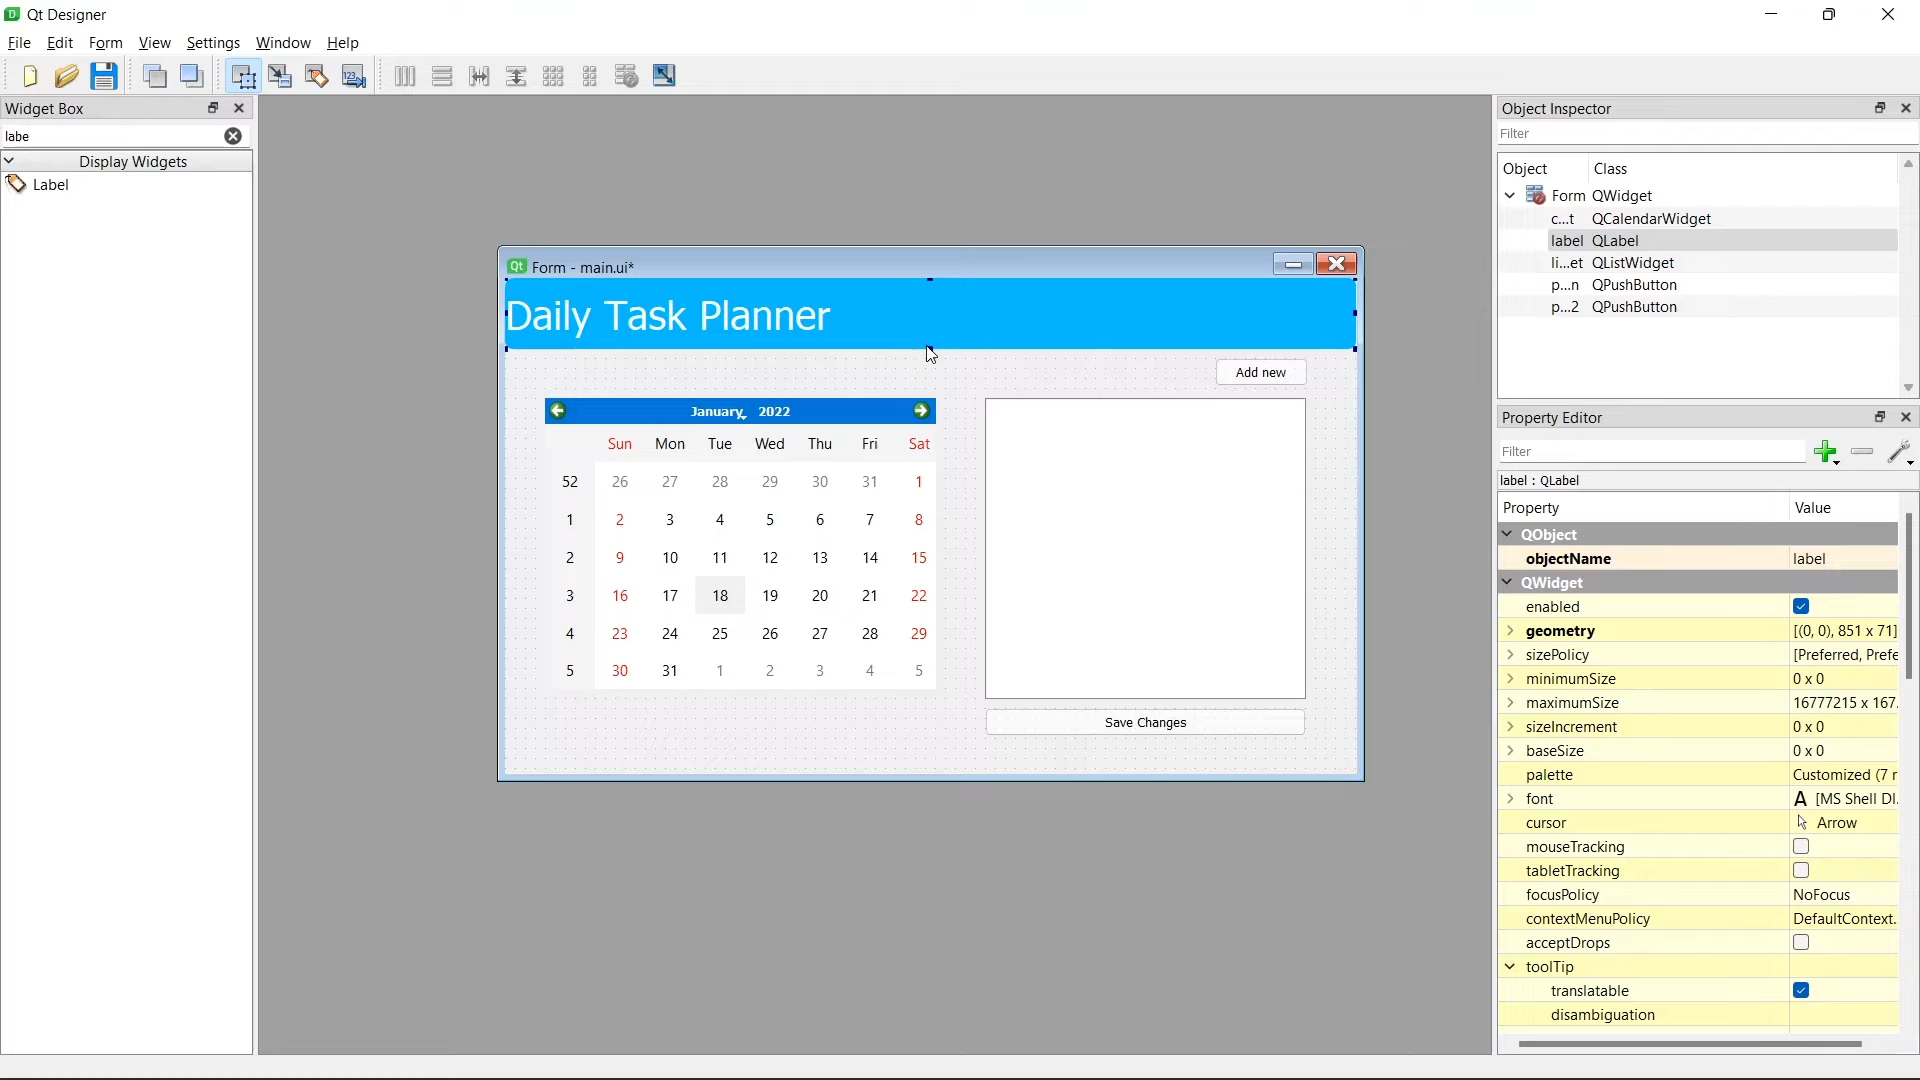 Qt Designer
File Edit Form View Settings Window Help
Widget Box
labe
Display Widgets
Label
Qt Form - main.ui*
Daily Task Planner
Add new
January, 2022
Sun Mon Tue Wed Thu Fri Sat
52 26 27 28 29 30 31 1
1 2 3 4 5 6 7 8
2 9 10 11 12 13 14 15
3 16 17 18 19 20 21 22
4 23 24 25 26 27 28 29
5 30 31 1 2 3 4 5
Save Changes
Object Inspector
Filter
Object Class
Form QWidget
c...t QCalendarWidget
label QLabel
li...et QListWidget
p...n QPushButton
p...2 QPushButton
Property Editor
Filter
label : QLabel
Property Value
QObject
objectName label
QWidget
enabled
geometry [(0, 0), 851 x 71]
sizePolicy [Preferred, Prefe
minimumSize 0 x 0
maximumSize 16777215 x 167.
sizeIncrement 0 x 0
baseSize 0 x 0
palette Customized (7 r
font A [MS Shell Dl.
cursor Arrow
mouseTracking
tabletTracking
focusPolicy NoFocus
contextMenuPolicy DefaultContext.
acceptDrops
toolTip
translatable
disambiguation